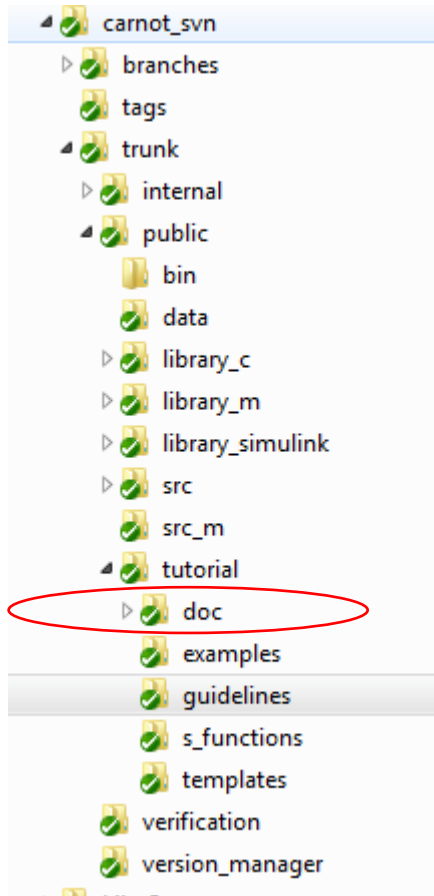 carnot_svn
branches
tags
trunk
internal
public
bin
data
library_c
library_m
library_simulink
src
src_m
tutorial
doc
examples
guidelines
s_functions
templates
verification
version_manager